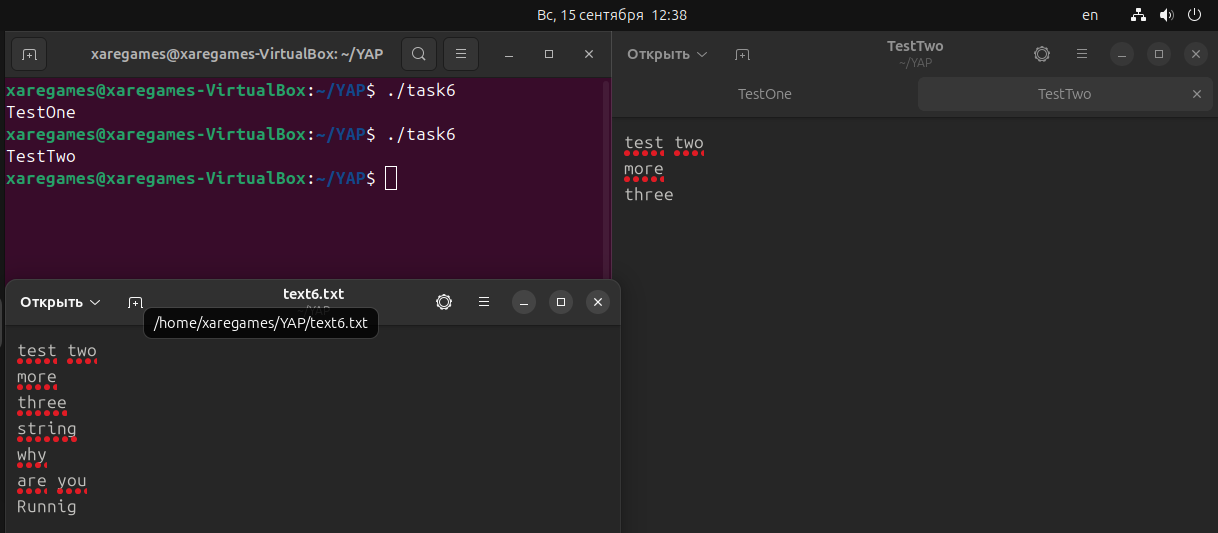 Вс, 15 сентября 12:38
en
xaregames@xaregames-VirtualBox: ~/YAP
xaregames@xaregames-VirtualBox:~/YAP$ ./task6
TestOne
xaregames@xaregames-VirtualBox:~/YAP$ ./task6
TestTwo
xaregames@xaregames-VirtualBox:~/YAP$
Открыть
TestTwo
~/YAP
TestOne
TestTwo
test two
more
three
Открыть
text6.txt
~/YAP
/home/xaregames/YAP/text6.txt
test two
more
three
string
why
are you
Runnig